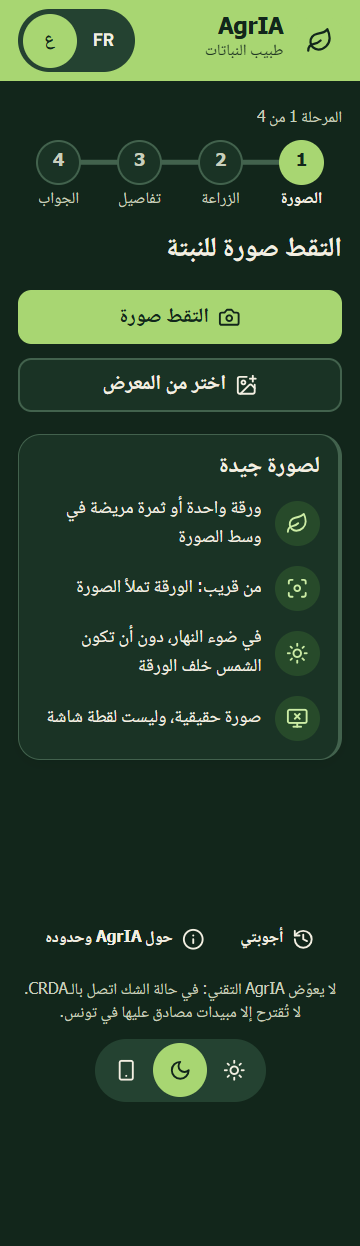 AgrIA
طبيب النباتات
FR
ع
المرحلة 1 من 4
1
2
3
4
الصورة
الزراعة
تفاصيل
الجواب
التقط صورة للنبتة
التقط صورة
اختر من المعرض
لصورة جيدة
ورقة واحدة أو ثمرة مريضة في
وسط الصورة
من قريب: الورقة تملأ الصورة
في ضوء النهار، دون أن تكون
الشمس خلف الورقة
صورة حقيقية، وليست لقطة شاشة
أجوبتي
حول AgrIA وحدوده
لا يعوّض AgrIA التقني: في حالة الشك اتصل بالـCRDA.
لا تُقترح إلا مبيدات مصادق عليها في تونس.